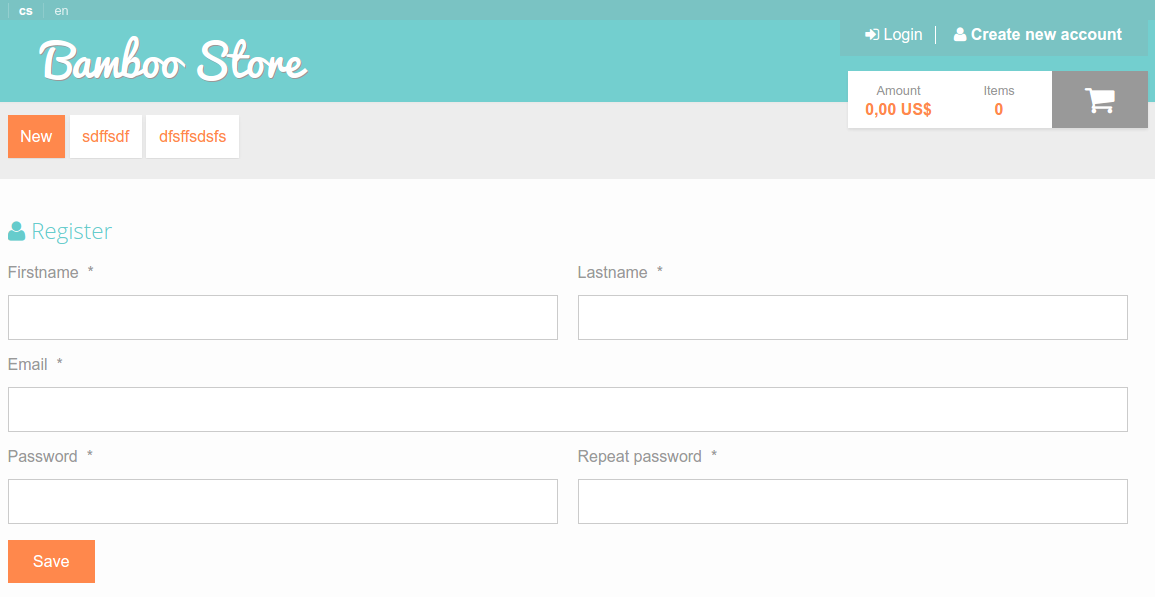 cs en
Login Create new account
Bamboo Store
Amount Items
0,00 US$ 0
New sdffsdf dfsffsdsfs
Register
Firstname * Lastname *
Email *
Password * Repeat password *
Save